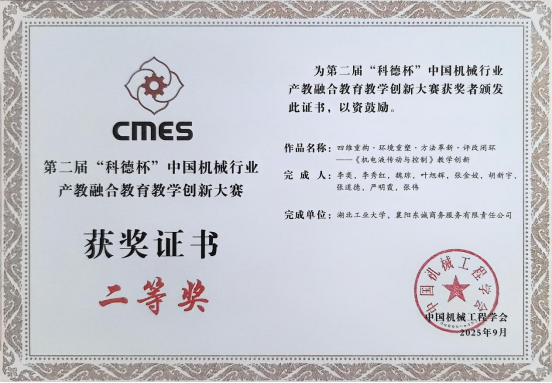 CMES
第二届“科德杯”中国机械行业
产教融合教育教学创新大赛
获奖证书
二等奖
为第二届“科德杯”中国机械行业
产教融合教育教学创新大赛获奖者颁发
此证书，以资鼓励。
作品名称：四维重构·环境重塑·方法革新·评改闭环
——《机电液传动与控制》教学创新
完成人：李奕，李秀红，魏琼，叶旭辉，张金姣，胡新宇，
张道德，严明霞，张伟
完成单位：湖北工业大学，襄阳东诚商务服务有限责任公司
中国机械工程学会
中国机械工程学会
2025年9月